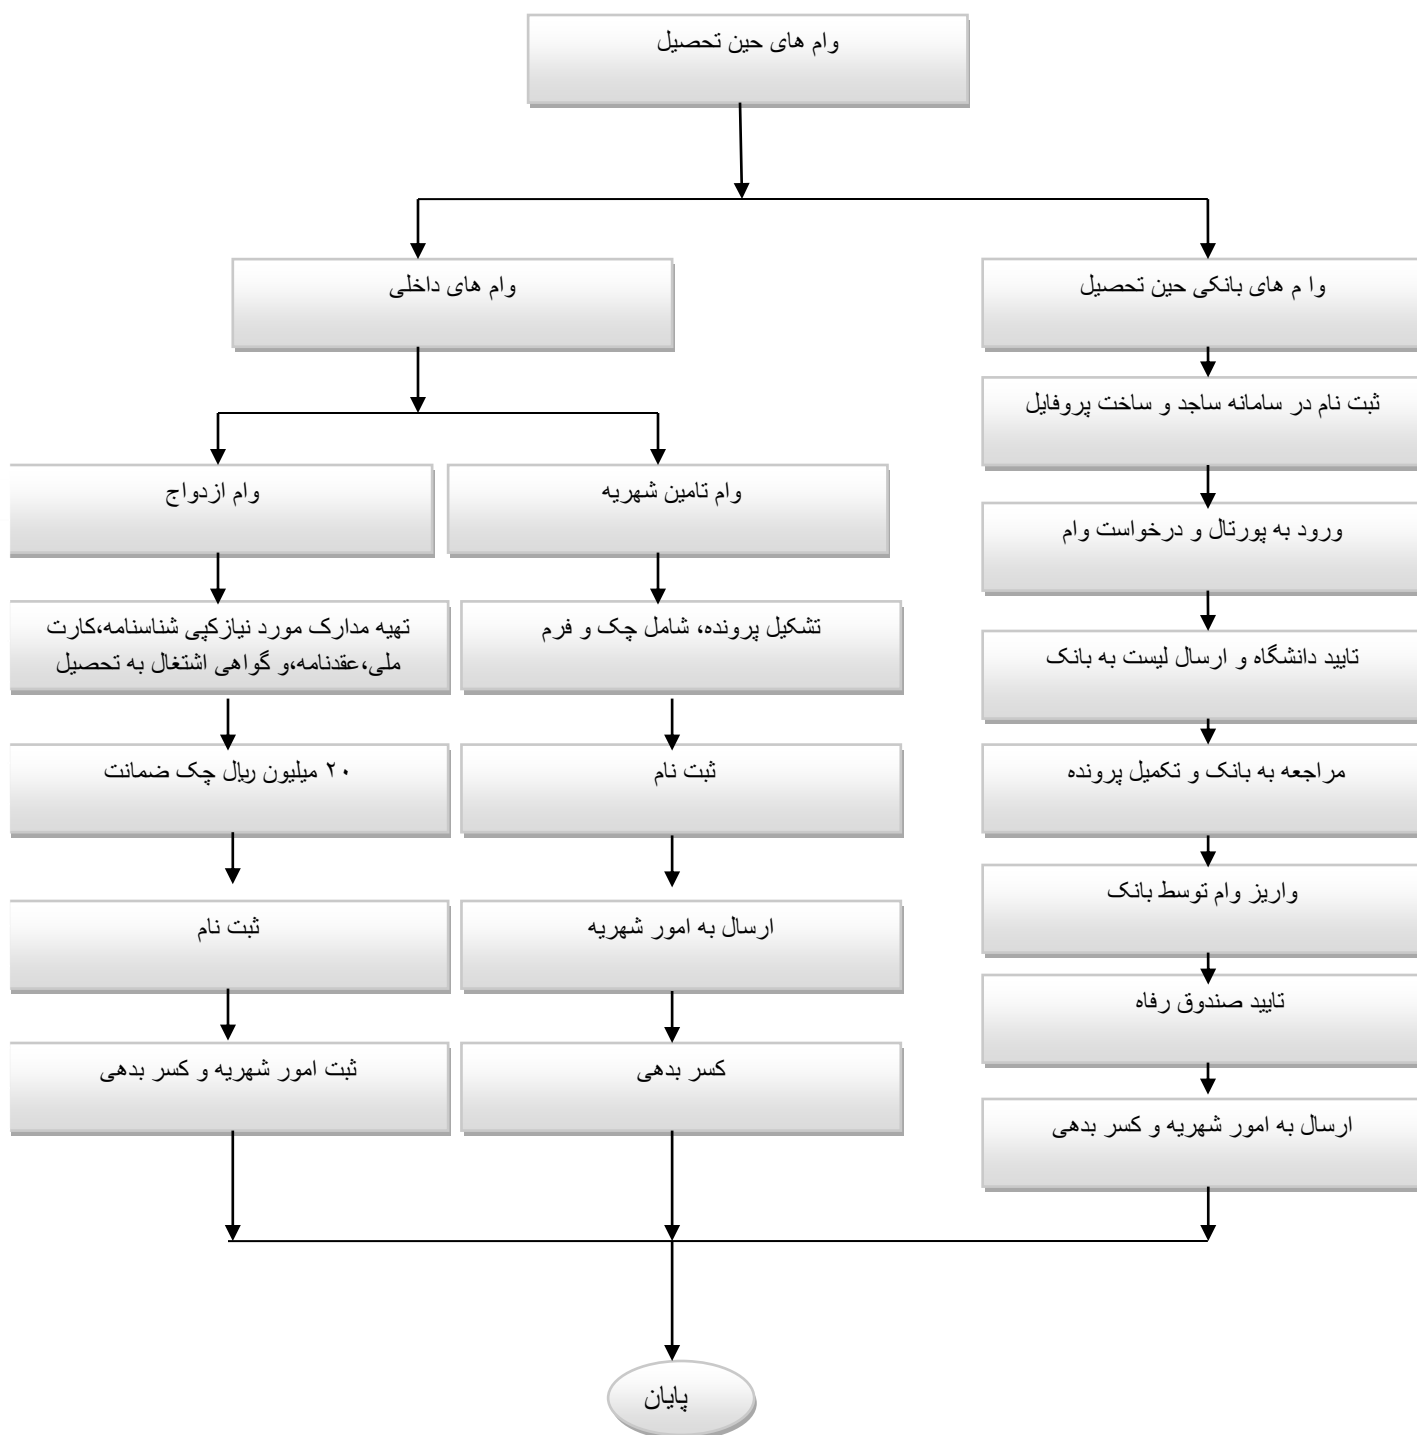 وام های حین تحصیل
وا م های بانکی حین تحصیل
وام های داخلی
ثبت نام در سامانه ساجد و ساخت پروفایل
ورود به پورتال و درخواست وام
تایید دانشگاه و ارسال لیست به بانک
مراجعه به بانک و تکمیل پرونده
واریز وام توسط بانک
تایید صندوق رفاه
ارسال به امور شهریه و کسر بدهی
وام تامین شهریه
تشکیل پرونده، شامل چک و فرم
ثبت نام
ارسال به امور شهریه
کسر بدهی
وام ازدواج
تهیه مدارک مورد نیازکپی شناسنامه،کارت
ملی،عقدنامه،و گواهی اشتغال به تحصیل
۲۰ میلیون ریال چک ضمانت
ثبت نام
ثبت امور شهریه و کسر بدهی
پایان